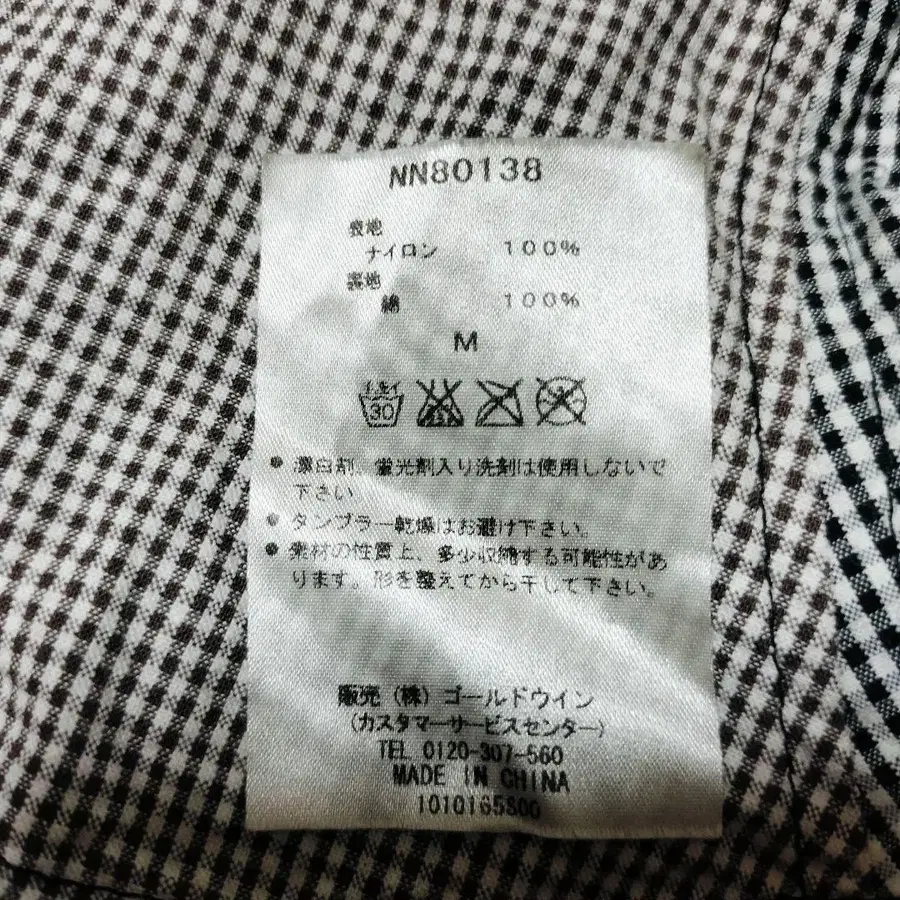 NN80138
表地
ナイロン 100%
裏地
綿 100%
M
ネオイ
30
● 漂白剤、蛍光剤入り洗剤は使用しないで
下さい
● タンブラー乾燥はお避け下さい。
● 素材の性質上、多少収縮する可能性があ
ります。形を整えてから干して下さい。
販売(株)ゴールドウイン
(カスタマーサービスセンター)
TEL 0120-307-560
MADE IN CHINA
1010165800